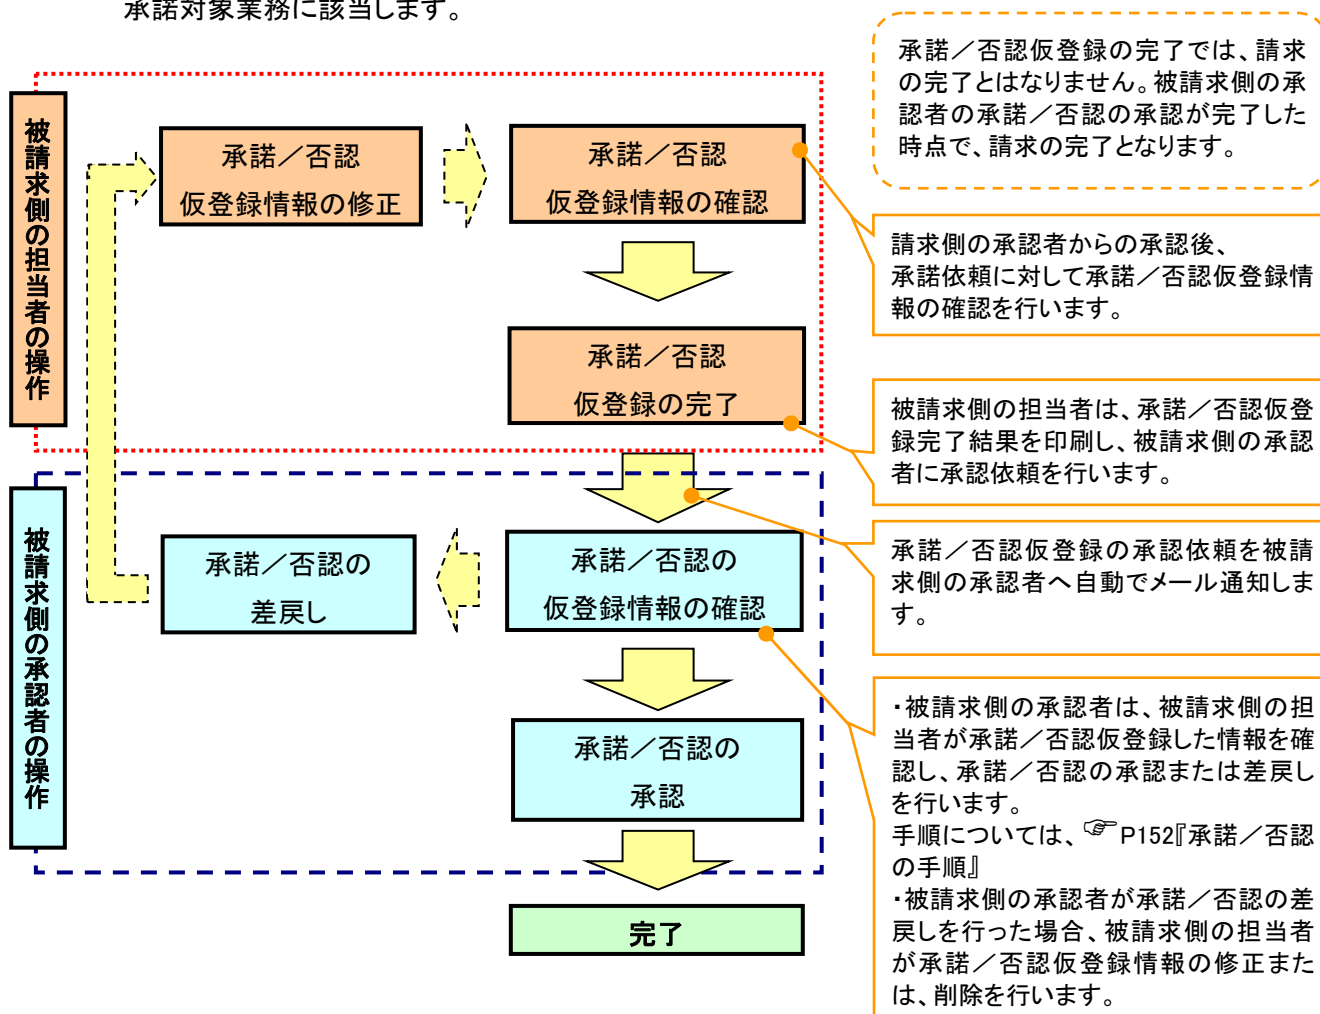 承諾対象業務に該当します。
承諾／否認仮登録の完了では、請求
の完了とはなりません。被請求側の承
認者の承諾／否認の承認が完了した
時点で、請求の完了となります。
被請求側の担当者の操作
承諾／否認
仮登録情報の修正
承諾／否認
仮登録情報の確認
請求側の承認者からの承認後、
承諾依頼に対して承諾／否認仮登録情
報の確認を行います。
承諾／否認
仮登録の完了
被請求側の担当者は、承諾／否認仮登
録完了結果を印刷し、被請求側の承認
者に承認依頼を行います。
被請求側の承認者の操作
承諾／否認の
差戻し
承諾／否認の
仮登録情報の確認
承諾／否認仮登録の承認依頼を被請
求側の承認者へ自動でメール通知しま
す。
承諾／否認の
承認
・被請求側の承認者は、被請求側の担
当者が承諾／否認仮登録した情報を確
認し、承諾／否認の承認または差戻し
を行います。
手順については、☞P152『承諾／否認
の手順』
・被請求側の承認者が承諾／否認の差
戻しを行った場合、被請求側の担当者
が承諾／否認仮登録情報の修正また
は、削除を行います。
完了